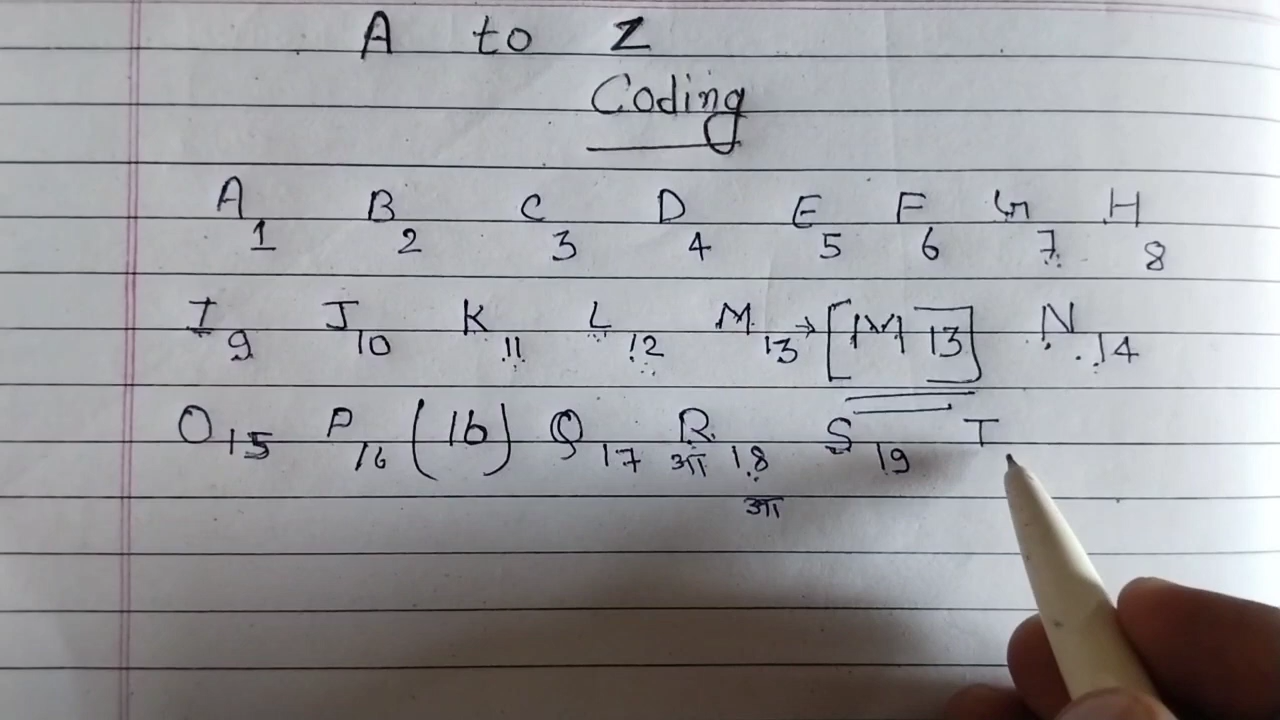 A to Z
Coding
A 1 B 2 C 3 D 4 E 5 F 6 G 7 H 8
I 9 J 10 K 11 L 12 M 13 → [M 13] N 14
O 15 P 16 (16) Q 17 R 18 S 19 T
आ
आ